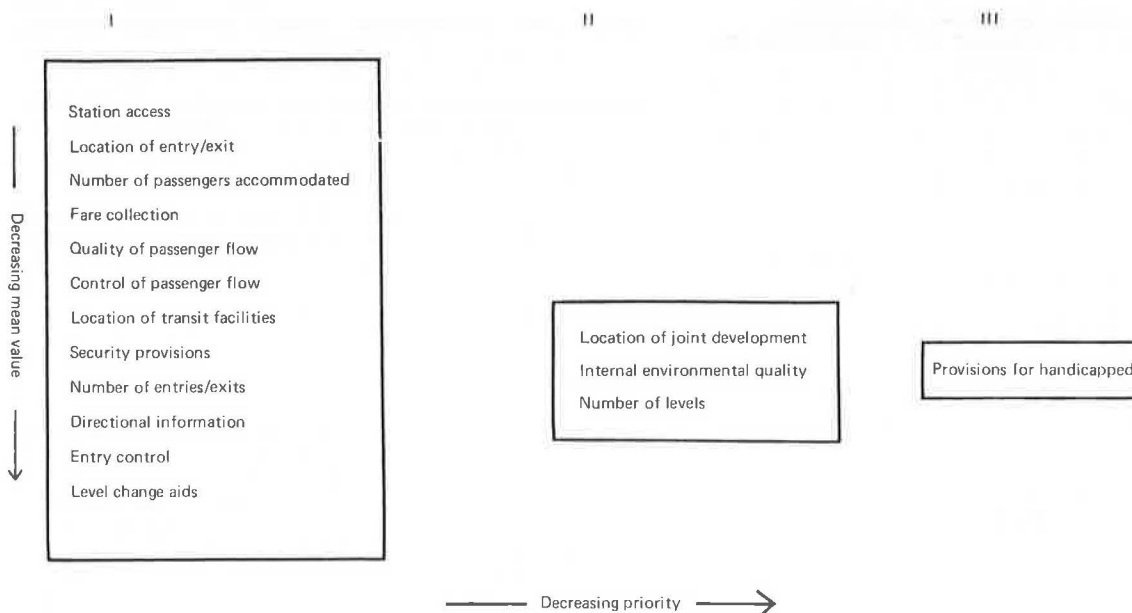 I
II
III
Decreasing mean value
Station access
Location of entry/exit
Number of passengers accommodated
Fare collection
Quality of passenger flow
Control of passenger flow
Location of transit facilities
Security provisions
Number of entries/exits
Directional information
Entry control
Level change aids
Location of joint development
Internal environmental quality
Number of levels
Provisions for handicapped
Decreasing priority